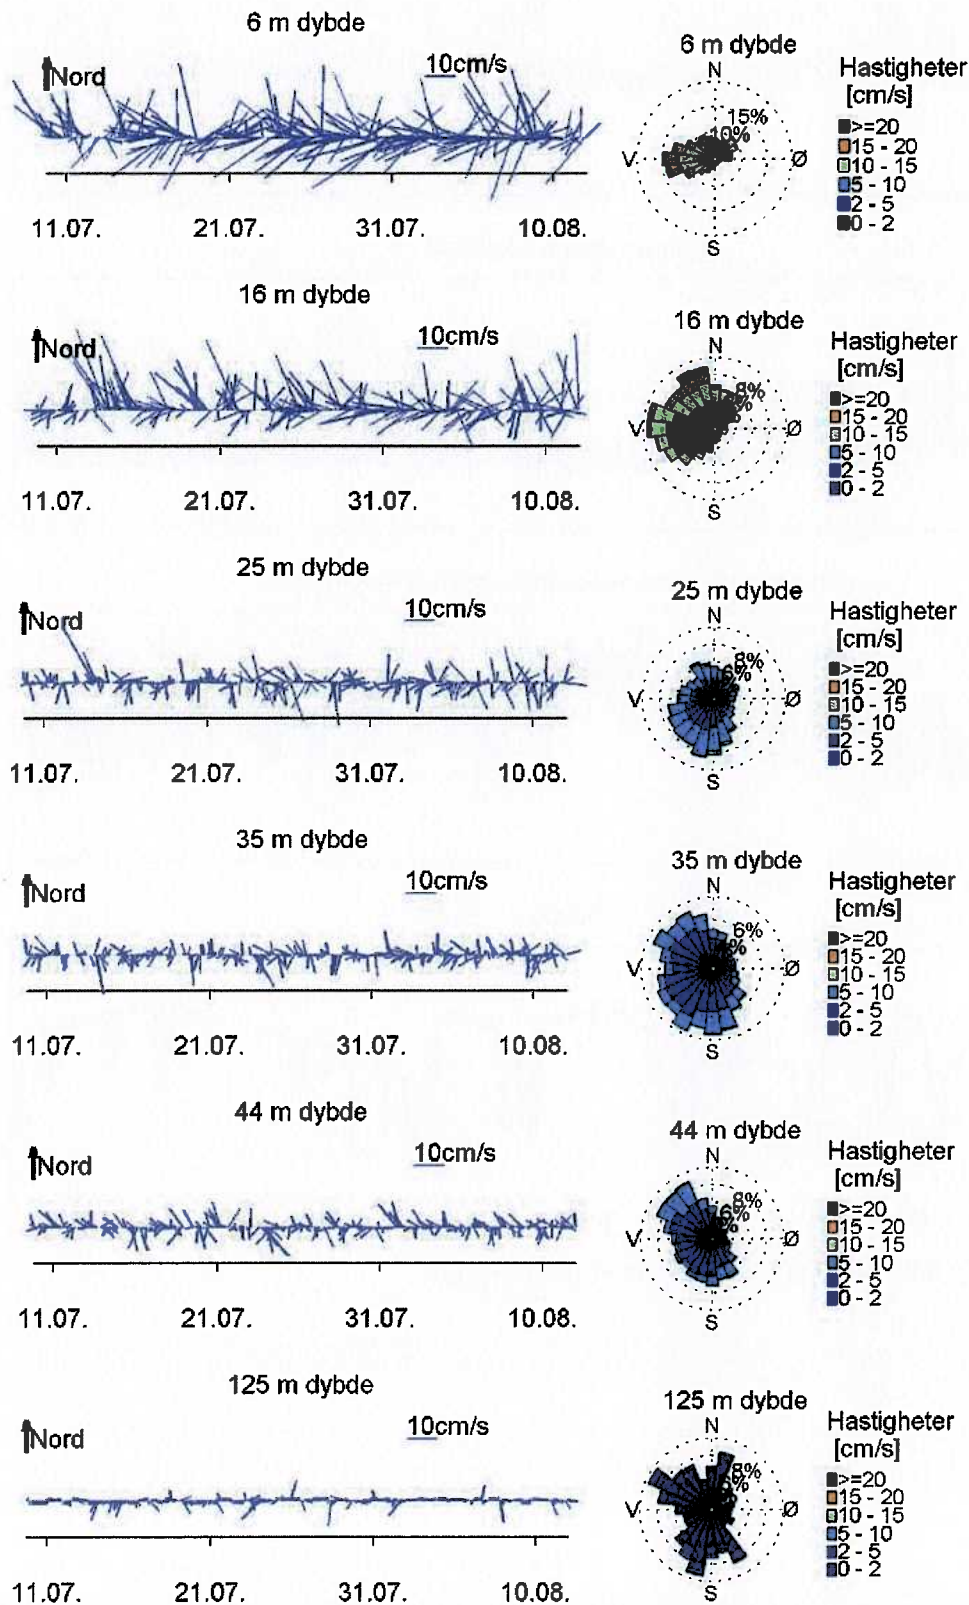 6 m dybde
Nord
10cm/s
11.07. 21.07. 31.07. 10.08.
6 m dybde
N
V
Ø
S
15%
10%
Hastigheter
[cm/s]
>=20
15 - 20
10 - 15
5 - 10
2 - 5
0 - 2
16 m dybde
Nord
10cm/s
11.07. 21.07. 31.07. 10.08.
16 m dybde
N
V
Ø
S
8%
Hastigheter
[cm/s]
>=20
15 - 20
10 - 15
5 - 10
2 - 5
0 - 2
25 m dybde
Nord
10cm/s
11.07. 21.07. 31.07. 10.08.
25 m dybde
N
V
Ø
S
8%
6%
Hastigheter
[cm/s]
>=20
15 - 20
10 - 15
5 - 10
2 - 5
0 - 2
35 m dybde
Nord
10cm/s
11.07. 21.07. 31.07. 10.08.
35 m dybde
N
V
S
6%
Hastigheter
[cm/s]
>=20
15 - 20
10 - 15
5 - 10
2 - 5
0 - 2
44 m dybde
Nord
10cm/s
11.07. 21.07. 31.07. 10.08.
44 m dybde
N
V
Ø
S
8%
6%
Hastigheter
[cm/s]
>=20
15 - 20
10 - 15
5 - 10
2 - 5
0 - 2
125 m dybde
Nord
10cm/s
11.07. 21.07. 31.07. 10.08.
125 m dybde
N
V
Ø
S
8%
Hastigheter
[cm/s]
>=20
15 - 20
10 - 15
5 - 10
2 - 5
0 - 2